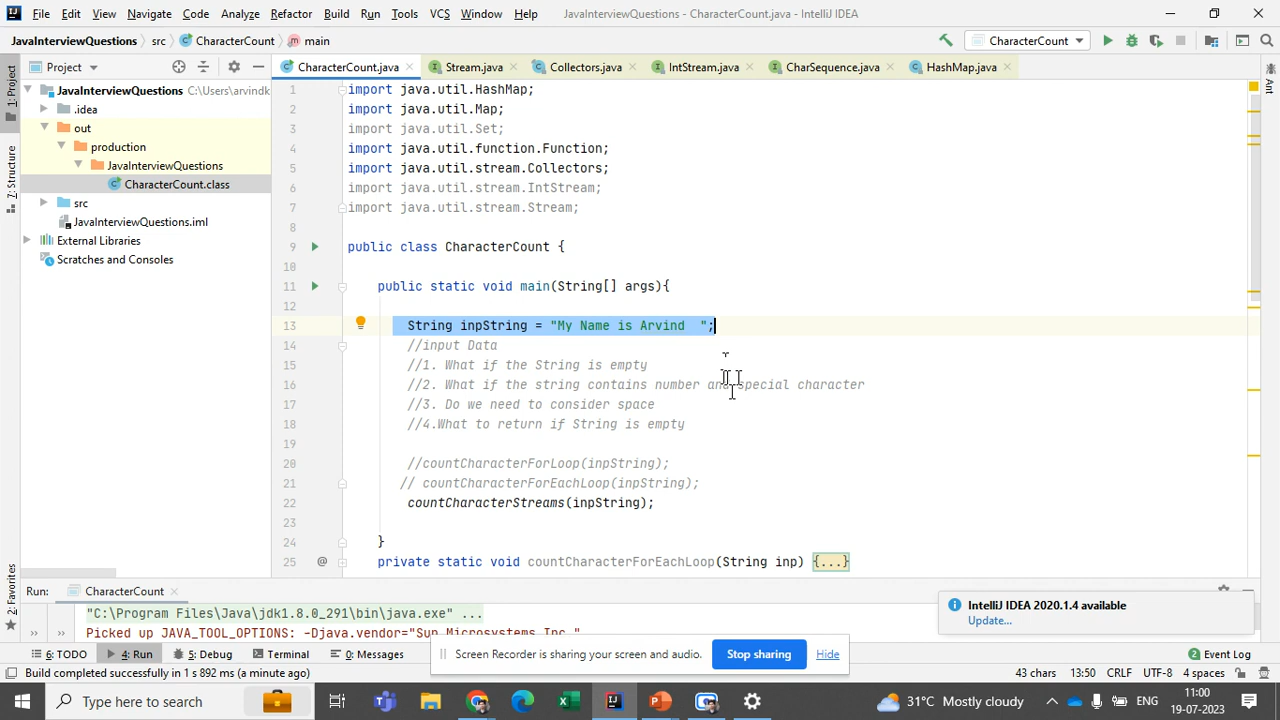 File Edit View Navigate Code Analyze Refactor Build Run Tools VCS Window Help JavaInterviewQuestions - CharacterCount.java - IntelliJ IDEA
JavaInterviewQuestions src CharacterCount main CharacterCount
1: Project
Project
CharacterCount.java Stream.java Collectors.java IntStream.java CharSequence.java HashMap.java
Ant
JavaInterviewQuestions C:\Users\arvindk
.idea
out
production
JavaInterviewQuestions
CharacterCount.class
src
JavaInterviewQuestions.iml
External Libraries
Scratches and Consoles
7: Structure
2: Favorites
1 import java.util.HashMap;
2 import java.util.Map;
3 import java.util.Set;
4 import java.util.function.Function;
5 import java.util.stream.Collectors;
6 import java.util.stream.IntStream;
7 import java.util.stream.Stream;
8
9 public class CharacterCount {
10
11 public static void main(String[] args){
12
13 String inpString = "My Name is Arvind  ";
14 //input Data
15 //1. What if the String is empty
16 //2. What if the string contains number and special character
17 //3. Do we need to consider space
18 //4.What to return if String is empty
19
20 //countCharacterForLoop(inpString);
21 // countCharacterForEachLoop(inpString);
22 countCharacterStreams(inpString);
23
24 }
25 @ private static void countCharacterForEachLoop(String inp) {...}
Run: CharacterCount
"C:\Program Files\Java\jdk1.8.0_291\bin\java.exe" ...
Picked up JAVA_TOOL_OPTIONS: -Djava.vendor="Sun Microsystems Inc."
IntelliJ IDEA 2020.1.4 available
Update...
6: TODO 4: Run 5: Debug Terminal 0: Messages Event Log
Screen Recorder is sharing your screen and audio. Stop sharing Hide
Build completed successfully in 1 s 892 ms (a minute ago) 43 chars 13:50 CRLF UTF-8 4 spaces
Type here to search
31°C Mostly cloudy
11:00
19-07-2023